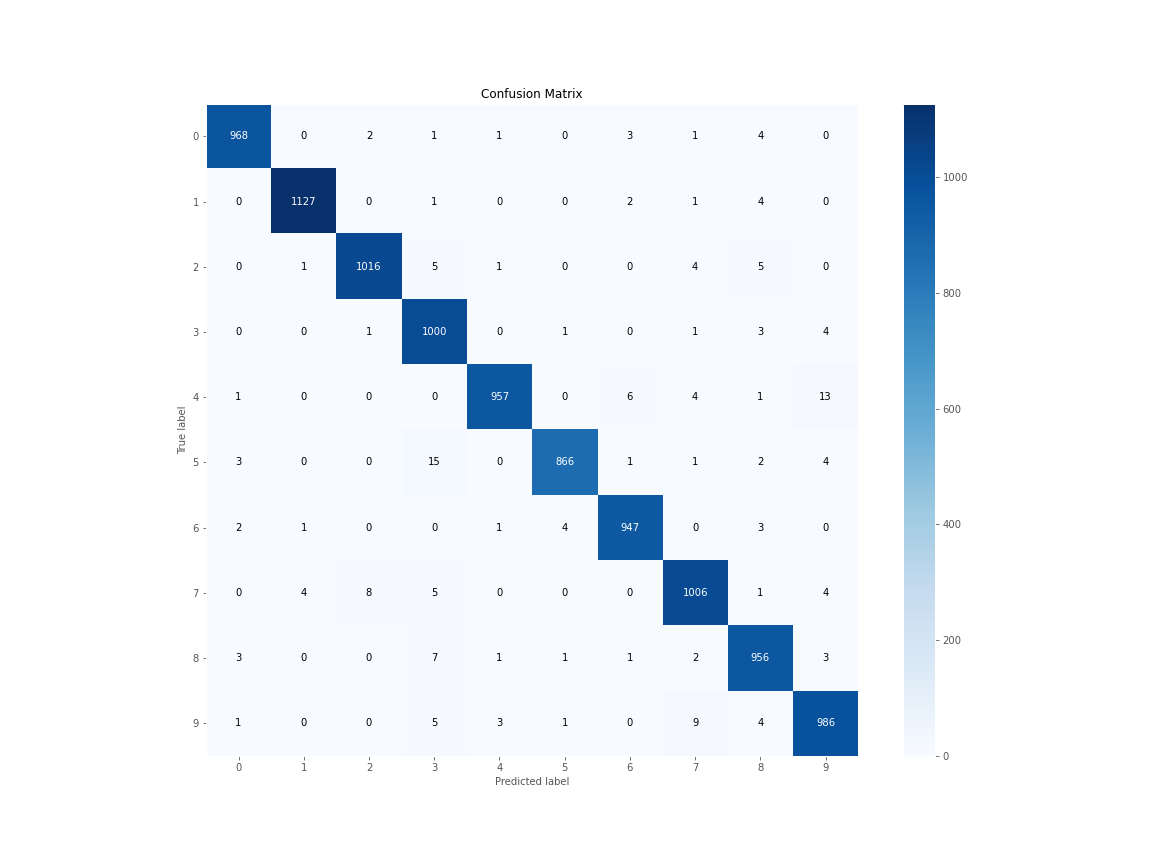 Confusion Matrix
0 968 0 2 1 1 0 3 1 4 0
1 0 1127 0 1 0 0 2 1 4 0
2 0 1 1016 5 1 0 0 4 5 0
3 0 0 1 1000 0 1 0 1 3 4
4 1 0 0 0 957 0 6 4 1 13
5 3 0 0 15 0 866 1 1 2 4
6 2 1 0 0 1 4 947 0 3 0
7 0 4 8 5 0 0 0 1006 1 4
8 3 0 0 7 1 1 1 2 956 3
9 1 0 0 5 3 1 0 9 4 986
0 1 2 3 4 5 6 7 8 9
Predicted label
True label
1000
800
600
400
200
0